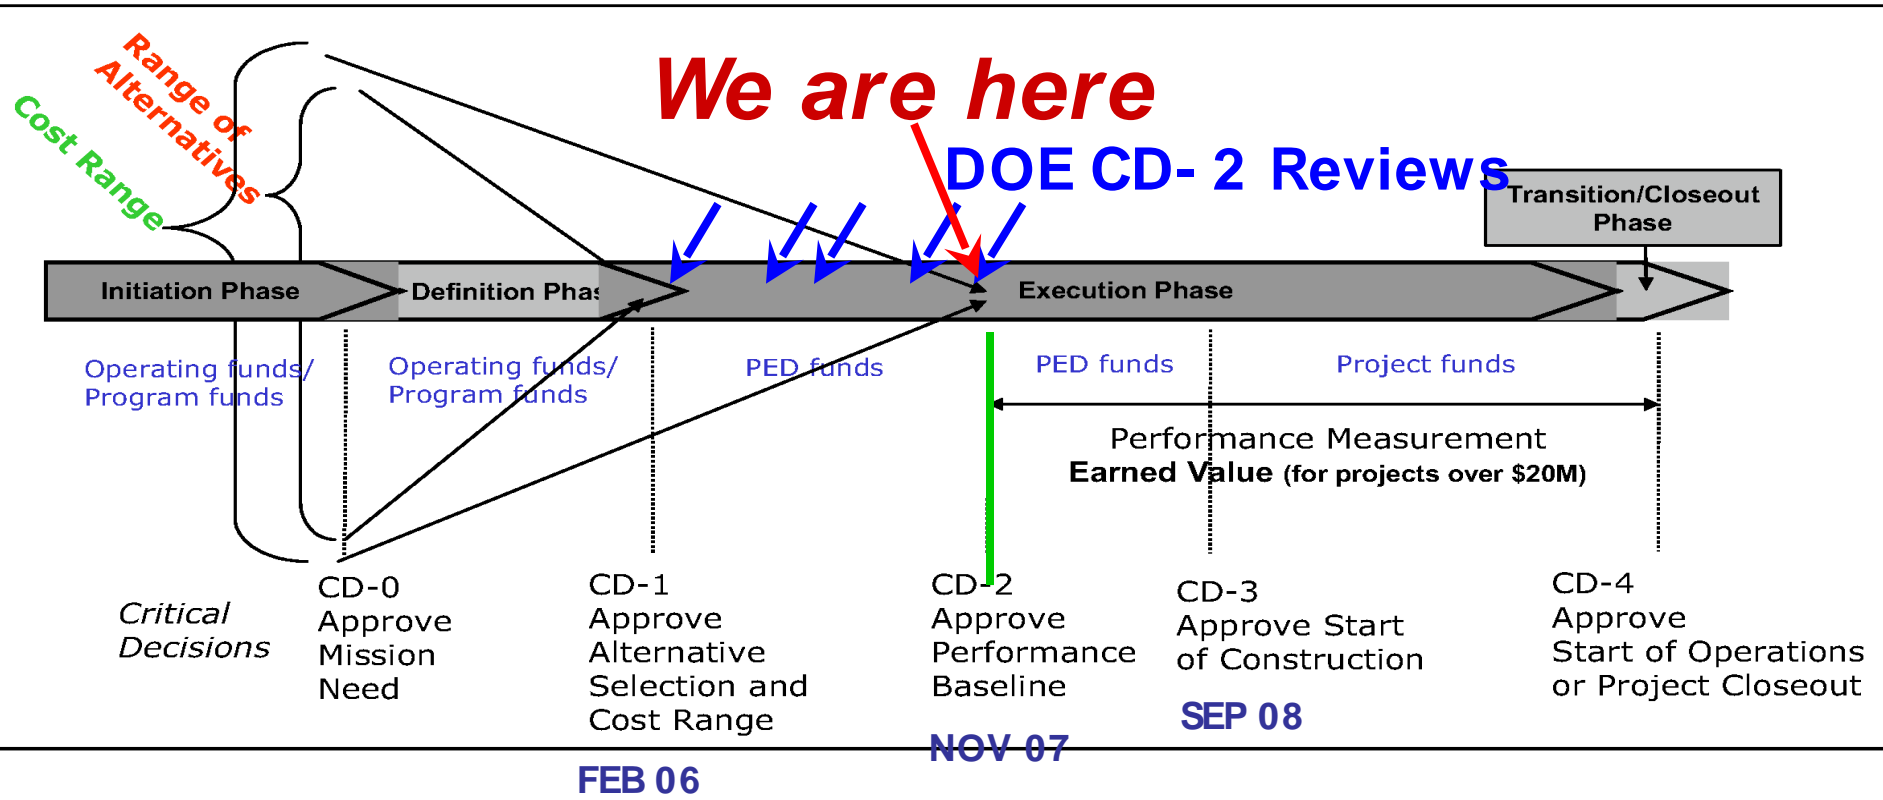 Range of
Alternatives
Cost Range
We are here
DOE CD- 2 Reviews
Transition/Closeout
Phase
Initiation Phase
Definition Phas
Execution Phase
Operating funds/
Program funds
Operating funds/
Program funds
PED funds
PED funds
Project funds
Performance Measurement
Earned Value (for projects over $20M)
Critical
Decisions
CD-0
Approve
Mission
Need
CD-1
Approve
Alternative
Selection and
Cost Range
FEB 06
CD-2
Approve
Performance
Baseline
NOV 07
CD-3
Approve Start
of Construction
SEP 08
CD-4
Approve
Start of Operations
or Project Closeout